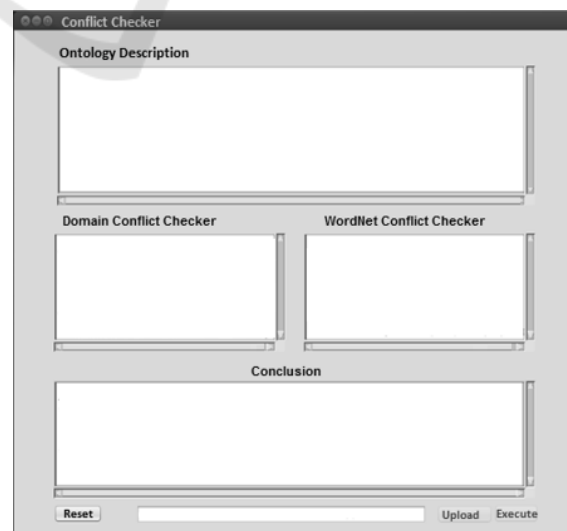 Conflict Checker
Ontology Description
Domain Conflict Checker
WordNet Conflict Checker
Conclusion
Reset
Upload
Execute